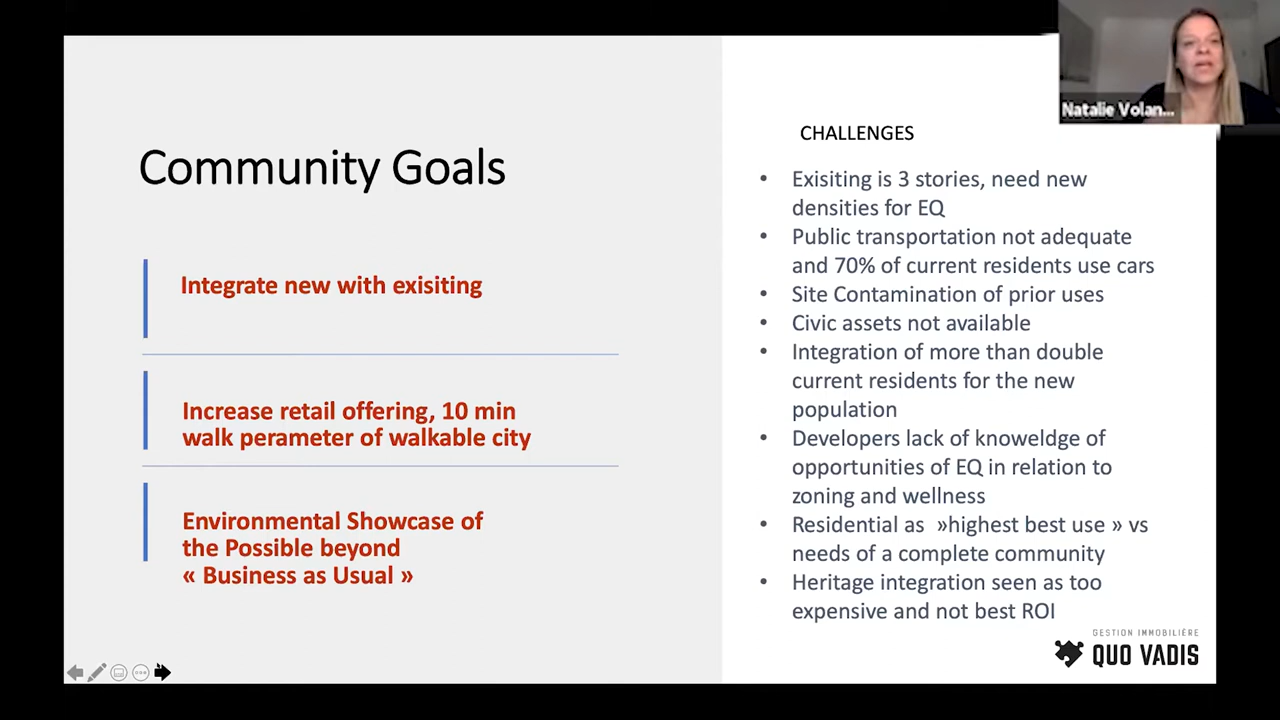 Natalie Volan...
Community Goals
Integrate new with exisiting
Increase retail offering, 10 min
walk perameter of walkable city
Environmental Showcase of
the Possible beyond
« Business as Usual »
CHALLENGES
• Exisiting is 3 stories, need new
densities for EQ
• Public transportation not adequate
and 70% of current residents use cars
• Site Contamination of prior uses
• Civic assets not available
• Integration of more than double
current residents for the new
population
• Developers lack of knoweldge of
opportunities of EQ in relation to
zoning and wellness
• Residential as »highest best use » vs
needs of a complete community
• Heritage integration seen as too
expensive and not best ROI
GESTION IMMOBILIÈRE
QUO VADIS